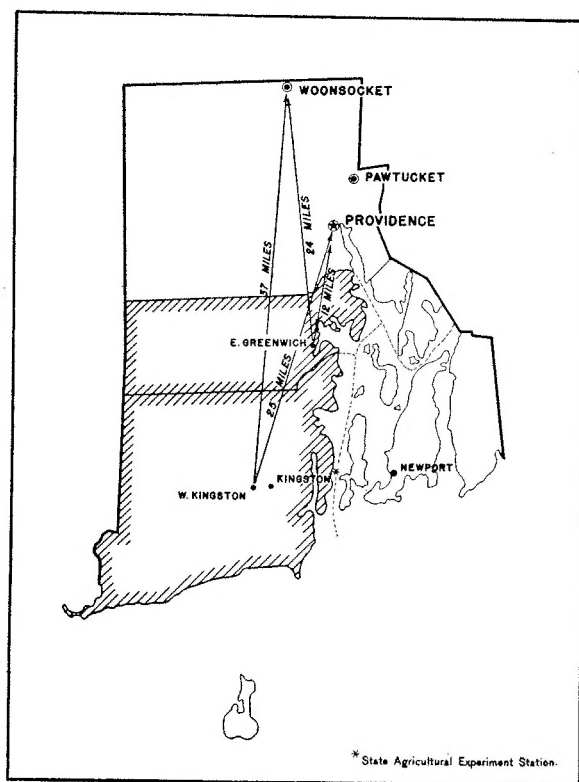 WOONSOCKET
PAWTUCKET
PROVIDENCE
37 MILES
24 MILES
12 MILES
E. GREENWICH
25 MILES
W. KINGSTON
KINGSTON *
NEWPORT
* State Agricultural Experiment Station.